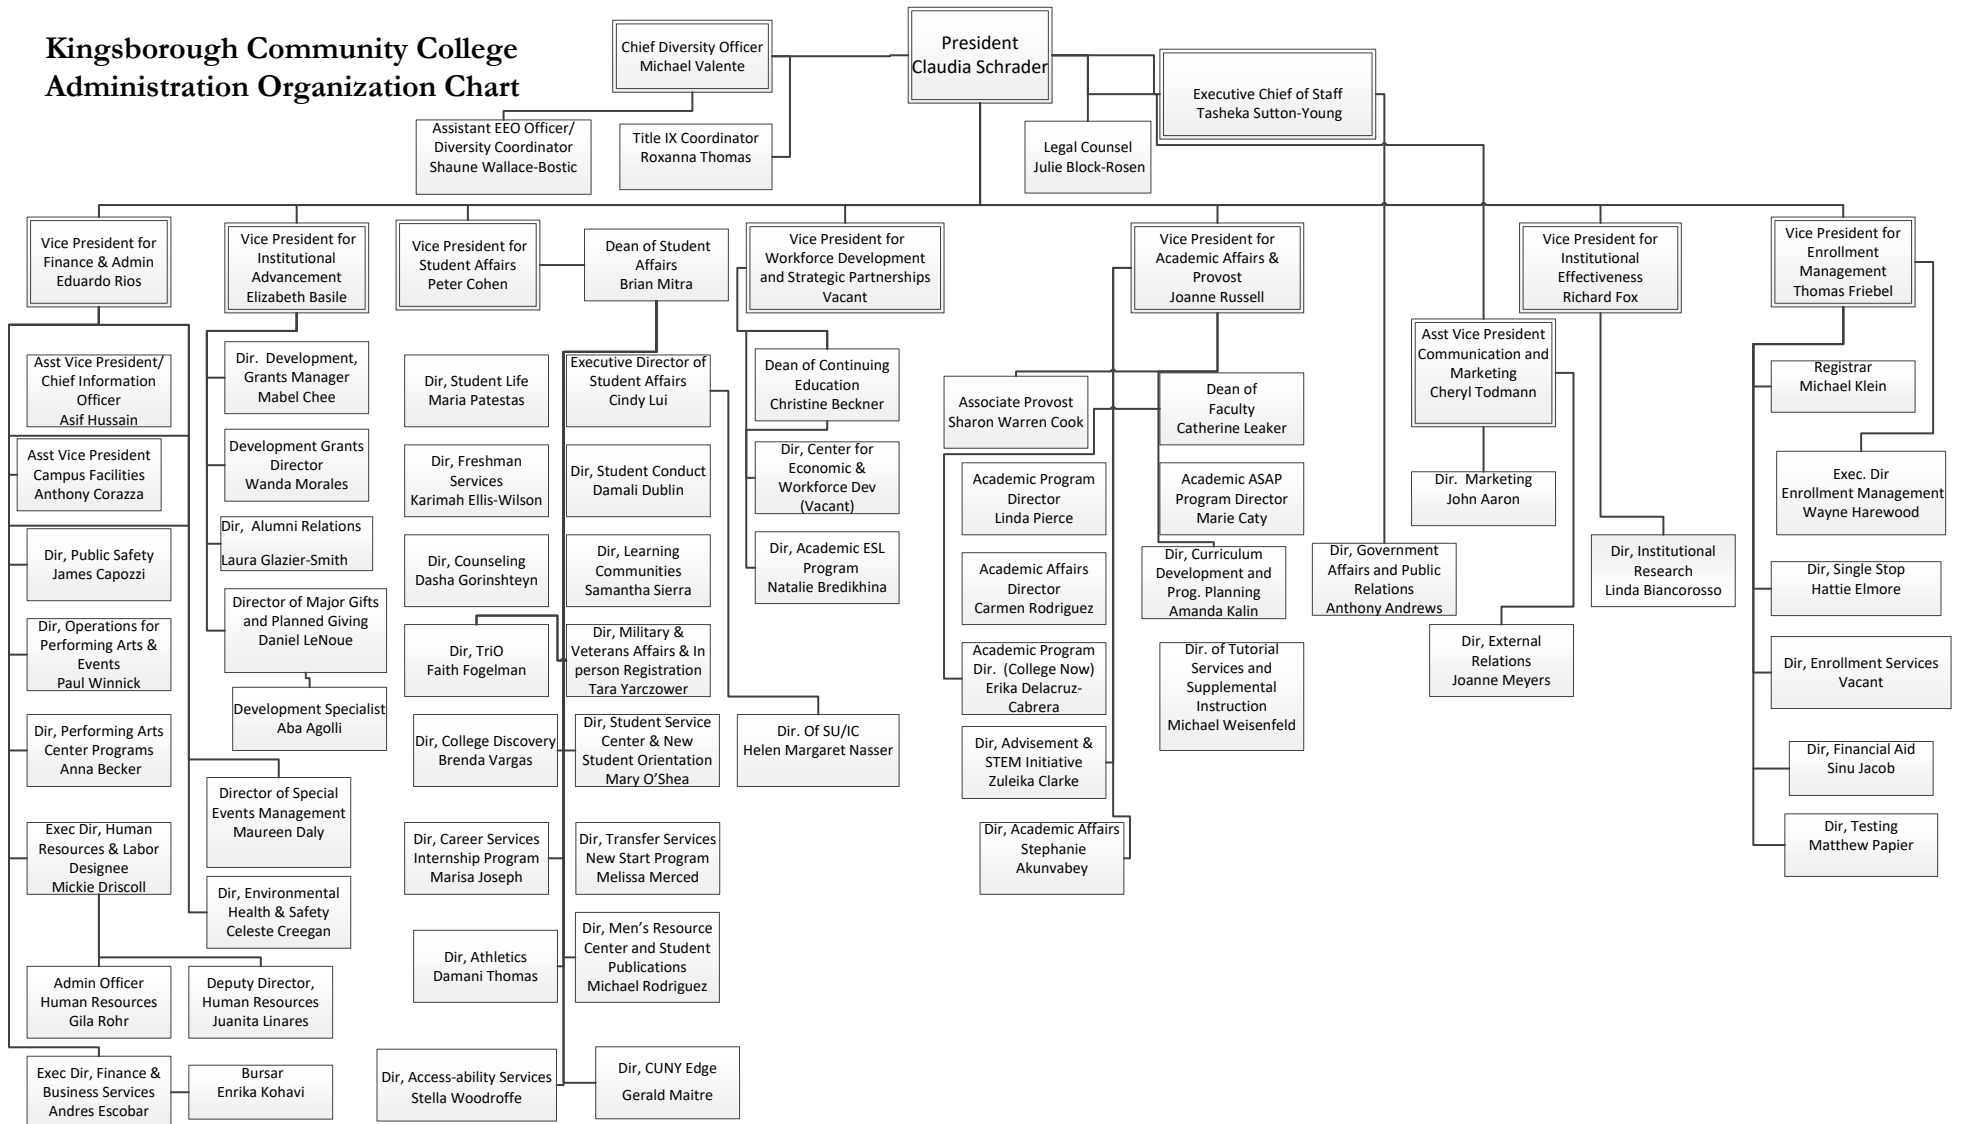 Kingsborough Community College
Administration Organization Chart
Chief Diversity Officer
Michael Valente
President
Claudia Schrader
Executive Chief of Staff
Tasheka Sutton-Young
Assistant EEO Officer/
Diversity Coordinator
Shaune Wallace-Bostic
Title IX Coordinator
Roxanna Thomas
Legal Counsel
Julie Block-Rosen
Vice President for
Finance & Admin
Eduardo Rios
Vice President for
Institutional
Advancement
Elizabeth Basile
Vice President for
Student Affairs
Peter Cohen
Dean of Student
Affairs
Brian Mitra
Vice President for
Workforce Development
and Strategic Partnerships
Vacant
Vice President for
Academic Affairs &
Provost
Joanne Russell
Vice President for
Institutional
Effectiveness
Richard Fox
Vice President for
Enrollment
Management
Thomas Friebel
Asst Vice President/
Chief Information
Officer
Asif Hussain
Asst Vice President
Campus Facilities
Anthony Corazza
Dir, Public Safety
James Capozzi
Dir, Operations for
Performing Arts &
Events
Paul Winnick
Dir, Performing Arts
Center Programs
Anna Becker
Exec Dir, Human
Resources & Labor
Designee
Mickie Driscoll
Admin Officer
Human Resources
Gila Rohr
Deputy Director,
Human Resources
Juanita Linares
Exec Dir, Finance &
Business Services
Andres Escobar
Bursar
Enrika Kohavi
Dir.  Development,
Grants Manager
Mabel Chee
Development Grants
Director
Wanda Morales
Dir,  Alumni Relations
Laura Glazier-Smith
Director of Major Gifts
and Planned Giving
Daniel LeNoue
Development Specialist
Aba Agolli
Director of Special
Events Management
Maureen Daly
Dir, Environmental
Health & Safety
Celeste Creegan
Dir, Student Life
Maria Patestas
Executive Director of
Student Affairs
Cindy Lui
Dir, Freshman
Services
Karimah Ellis-Wilson
Dir, Student Conduct
Damali Dublin
Dir, Counseling
Dasha Gorinshteyn
Dir, Learning
Communities
Samantha Sierra
Dir, TriO
Faith Fogelman
Dir, Military &
Veterans Affairs & In
person Registration
Tara Yarczower
Dir, College Discovery
Brenda Vargas
Dir, Student Service
Center & New
Student Orientation
Mary O’Shea
Dir, Career Services
Internship Program
Marisa Joseph
Dir, Transfer Services
New Start Program
Melissa Merced
Dir, Athletics
Damani Thomas
Dir, Men’s Resource
Center and Student
Publications
Michael Rodriguez
Dir, Access-ability Services
Stella Woodroffe
Dir, CUNY Edge
Gerald Maitre
Dean of Continuing
Education
Christine Beckner
Dir, Center for
Economic &
Workforce Dev
(Vacant)
Dir, Academic ESL
Program
Natalie Bredikhina
Dir. Of SU/IC
Helen Margaret Nasser
Associate Provost
Sharon Warren Cook
Dean of
Faculty
Catherine Leaker
Academic Program
Director
Linda Pierce
Academic ASAP
Program Director
Marie Caty
Academic Affairs
Director
Carmen Rodriguez
Dir, Curriculum
Development and
Prog. Planning
Amanda Kalin
Academic Program
Dir.  (College Now)
Erika Delacruz-
Cabrera
Dir. of Tutorial
Services and
Supplemental
Instruction
Michael Weisenfeld
Dir, Advisement &
STEM Initiative
Zuleika Clarke
Dir, Academic Affairs
Stephanie
Akunvabey
Dir, Government
Affairs and Public
Relations
Anthony Andrews
Asst Vice President
Communication and
Marketing
Cheryl Todmann
Dir.  Marketing
John Aaron
Dir, External
Relations
Joanne Meyers
Dir, Institutional
Research
Linda Biancorosso
Registrar
Michael Klein
Exec. Dir
Enrollment Management
Wayne Harewood
Dir, Single Stop
Hattie Elmore
Dir, Enrollment Services
Vacant
Dir, Financial Aid
Sinu Jacob
Dir, Testing
Matthew Papier